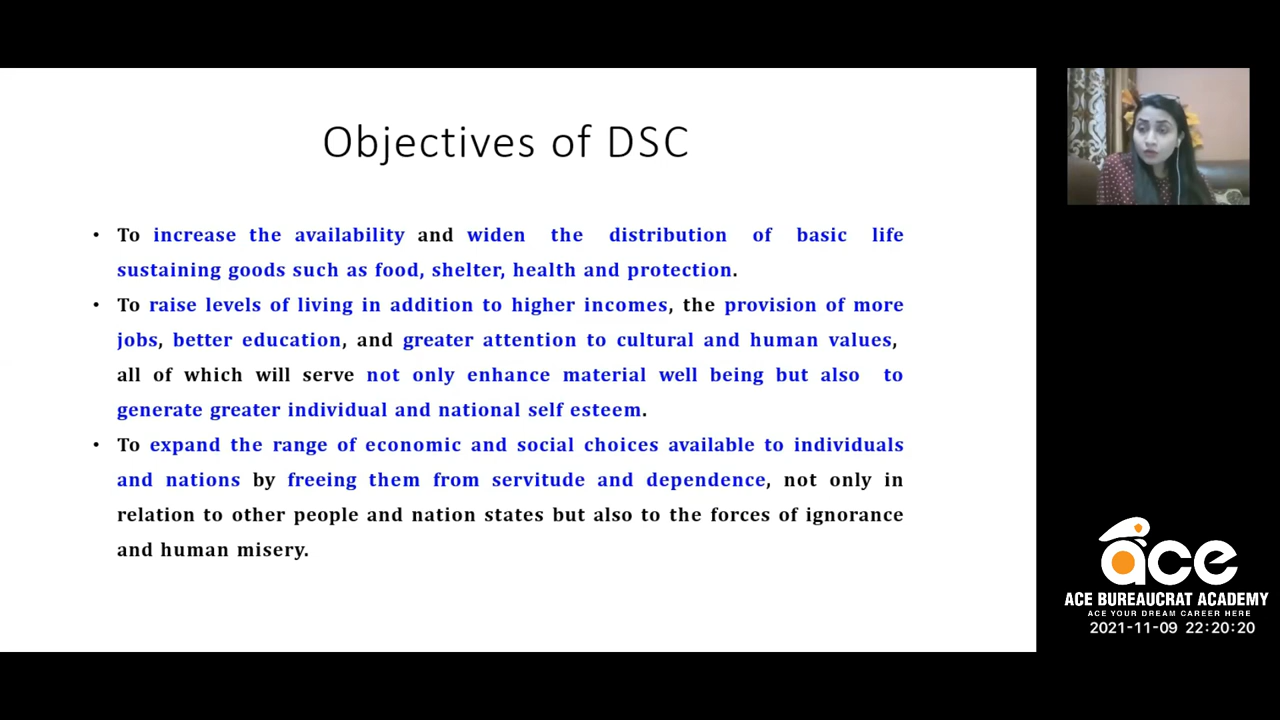 Objectives of DSC
• To increase the availability and widen the distribution of basic life
sustaining goods such as food, shelter, health and protection.
• To raise levels of living in addition to higher incomes, the provision of more
jobs, better education, and greater attention to cultural and human values,
all of which will serve not only enhance material well being but also to
generate greater individual and national self esteem.
• To expand the range of economic and social choices available to individuals
and nations by freeing them from servitude and dependence, not only in
relation to other people and nation states but also to the forces of ignorance
and human misery.
ace
ACE BUREAUCRAT ACADEMY
ACE YOUR DREAM CAREER HERE
2021-11-09 22:20:20